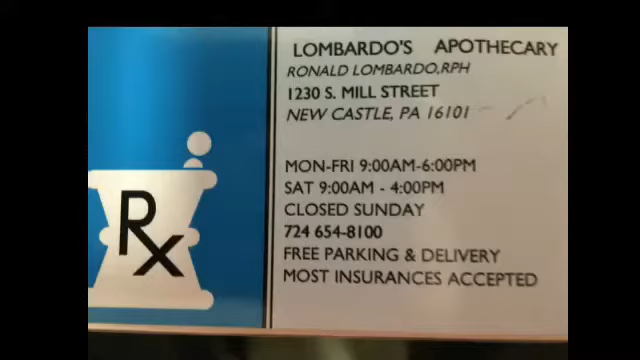 LOMBARDO'S APOTHECARY
RONALD LOMBARDO,RPH
1230 S. MILL STREET
NEW CASTLE, PA 16101
MON-FRI 9:00AM-6:00PM
SAT 9:00AM - 4:00PM
CLOSED SUNDAY
724 654-8100
FREE PARKING & DELIVERY
MOST INSURANCES ACCEPTED
Rx